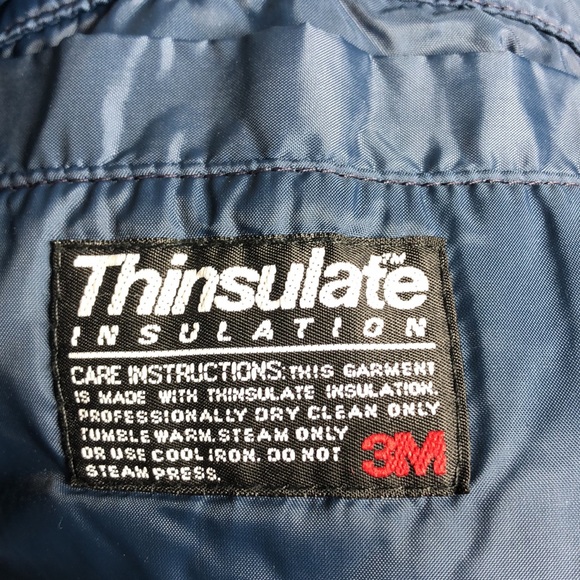 Thinsulate™
INSULATION
CARE INSTRUCTIONS: THIS GARMENT
IS MADE WITH THINSULATE INSULATION.
PROFESSIONALLY DRY CLEAN ONLY
TUMBLE WARM. STEAM ONLY
OR USE COOL IRON. DO NOT
STEAM PRESS.
3M